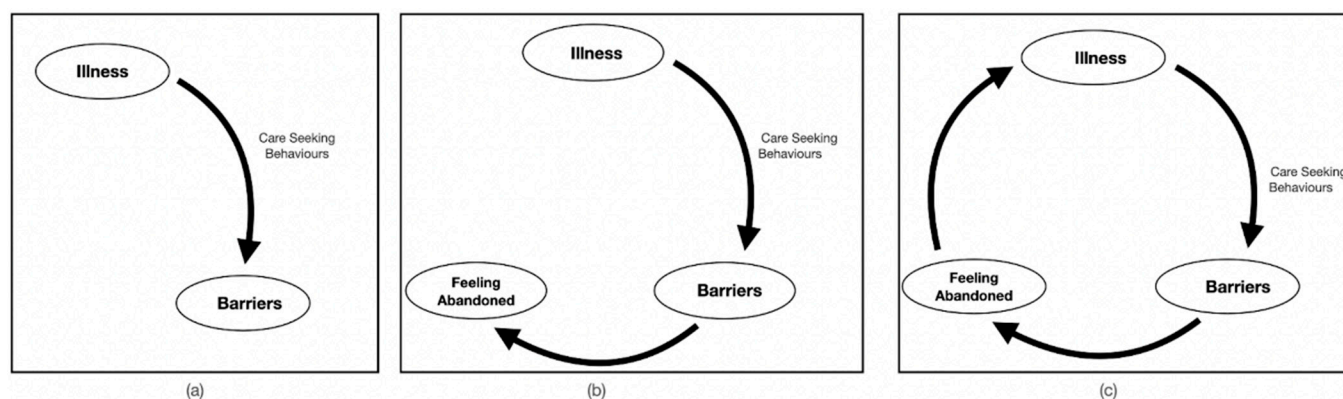 Illness
Care Seeking
Behaviours
Barriers
(a)
Illness
Care Seeking
Behaviours
Feeling
Abandoned
Barriers
(b)
Illness
Care Seeking
Behaviours
Feeling
Abandoned
Barriers
(c)